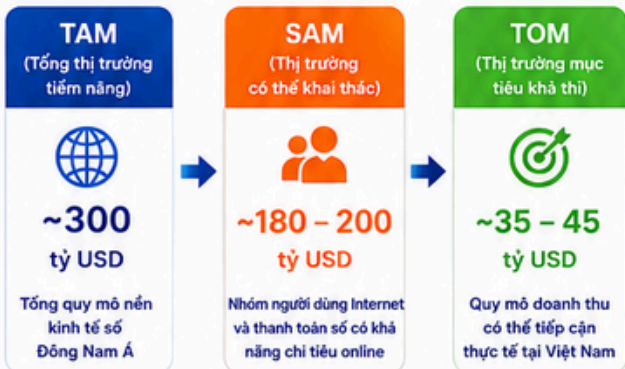 TAM
(Tổng thị trường
tiềm năng)
~300
tỷ USD
Tổng quy mô nền
kinh tế số
Đông Nam Á
SAM
(Thị trường
có thể khai thác)
~180 – 200
tỷ USD
Nhóm người dùng Internet
và thanh toán số có khả
năng chi tiêu online
TOM
(Thị trường mục
tiêu khả thi)
~35 – 45
tỷ USD
Quy mô doanh thu
có thể tiếp cận
thực tế tại Việt Nam